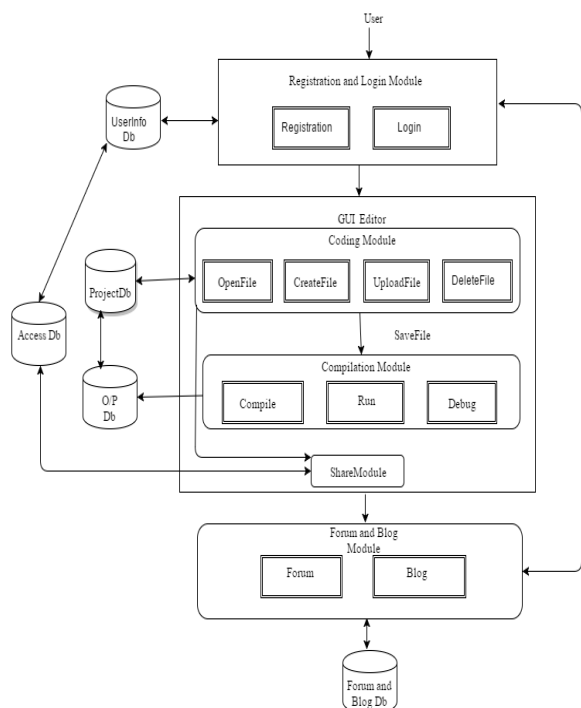 User
Registration and Login Module
Registration
Login
UserInfo
Db
GUI Editor
Coding Module
OpenFile
CreateFile
UploadFile
DeleteFile
ProjectDb
Access Db
SaveFile
Compilation Module
Compile
Run
Debug
O/P
Db
ShareModule
Forum and Blog
Module
Forum
Blog
Forum and
Blog Db